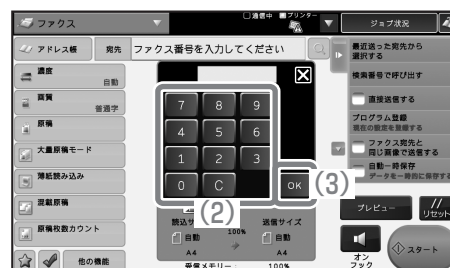 ファクス
通信中
プリンター
ジョブ状況
アドレス帳
宛先
ファクス番号を入力してください
濃度
自動
画質
普通字
原稿
大量原稿モード
薄紙読み込み
混載原稿
原稿枚数カウント
他の機能
7 8 9
4 5 6
1 2 3
0 C
OK
(2)
(3)
読込サ
100%
送信サイズ
自動
自動
A4
A4
受信メモリー:
100%
最近送った宛先から
選択する
検索番号で呼び出す
直接送信する
プログラム登録
現在の設定を登録する
ファクス宛先と
同じ画像で送信する
自動一時保存
データを一時的に保存する
プレビュー
リセット
オン
フック
スタート